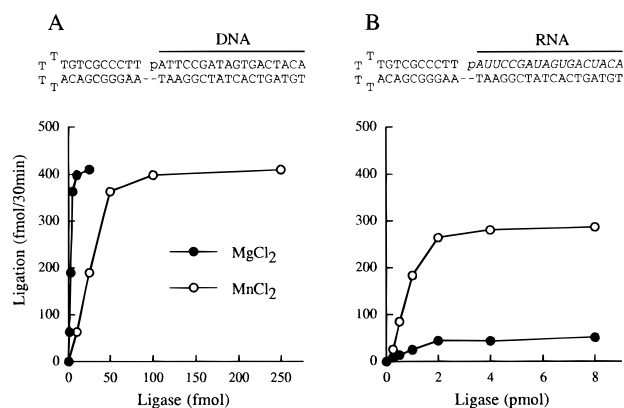 A
DNA
T T T TGTCGCCCTT pATTCCGATAGTGACTACA
T T ACAGCGGGAA--TAAGGCTATCACTGATGT
500
400
300
200
100
0
0 50 100 150 200 250
Ligation (fmol/30min)
Ligase (fmol)
MgCl2
MnCl2
B
RNA
T T T TGTCGCCCTT pAUUCCGAUAGUGACUACA
T T ACAGCGGGAA--TAAGGCTATCACTGATGT
500
400
300
200
100
0
0 2 4 6 8
Ligase (pmol)